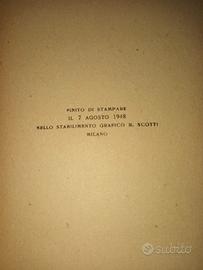 FINITO DI STAMPARE
IL 7 AGOSTO 1948
NELLO STABILIMENTO GRAFICO R. SCOTTI
MILANO
subito